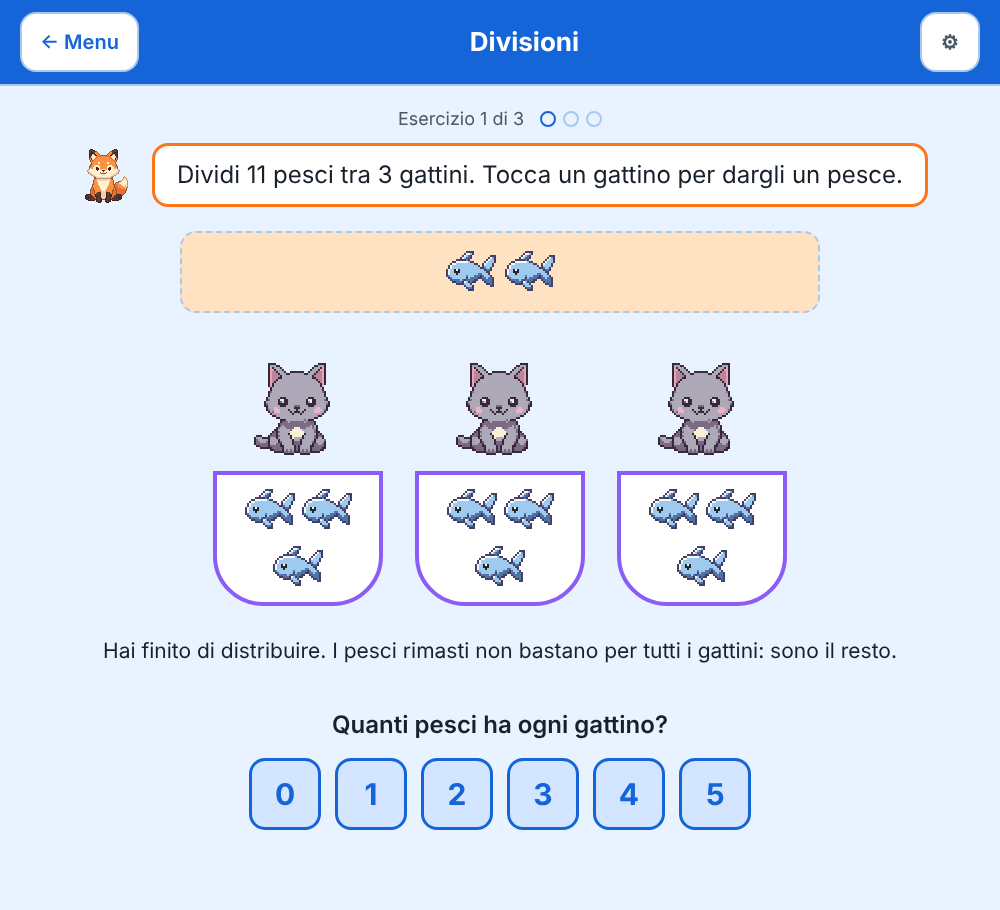 ← Menu
Divisioni
⚙
Esercizio 1 di 3
Dividi 11 pesci tra 3 gattini. Tocca un gattino per dargli un pesce.
Hai finito di distribuire. I pesci rimasti non bastano per tutti i gattini: sono il resto.
Quanti pesci ha ogni gattino?
0 1 2 3 4 5